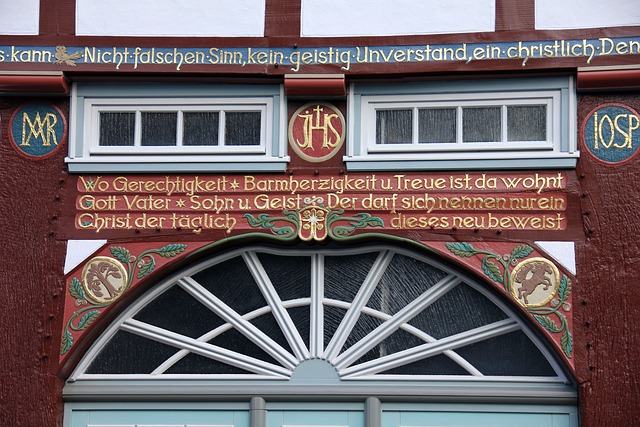 s · kann · Nicht · falschen · Sinn, kein · geistig · Unverstand, ein · christlich · Den
MAR
JHS
IOSP
Wo Gerechtigkeit * Barmherzigkeit u. Treue ist, da wohnt
Gott Vater * Sohn u. Geist * Der darf sich nennen nur ein
Christ, der täglich dieses neu beweist